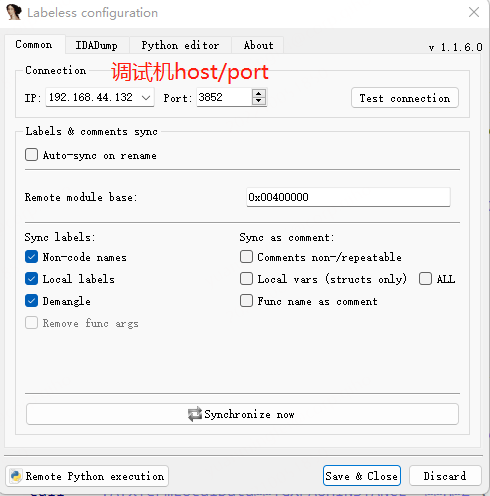 Labeless configuration
Common IDADump Python editor About v 1.1.6.0
Connection 调试机host/port
IP: 192.168.44.132 Port: 3852 Test connection
Labels & comments sync
Auto-sync on rename
Remote module base: 0x00400000
Sync labels: Sync as comment:
Non-code names Comments non-/repeatable
Local labels Local vars (structs only) ALL
Demangle Func name as comment
Remove func args
Synchronize now
Remote Python execution Save & Close Discard